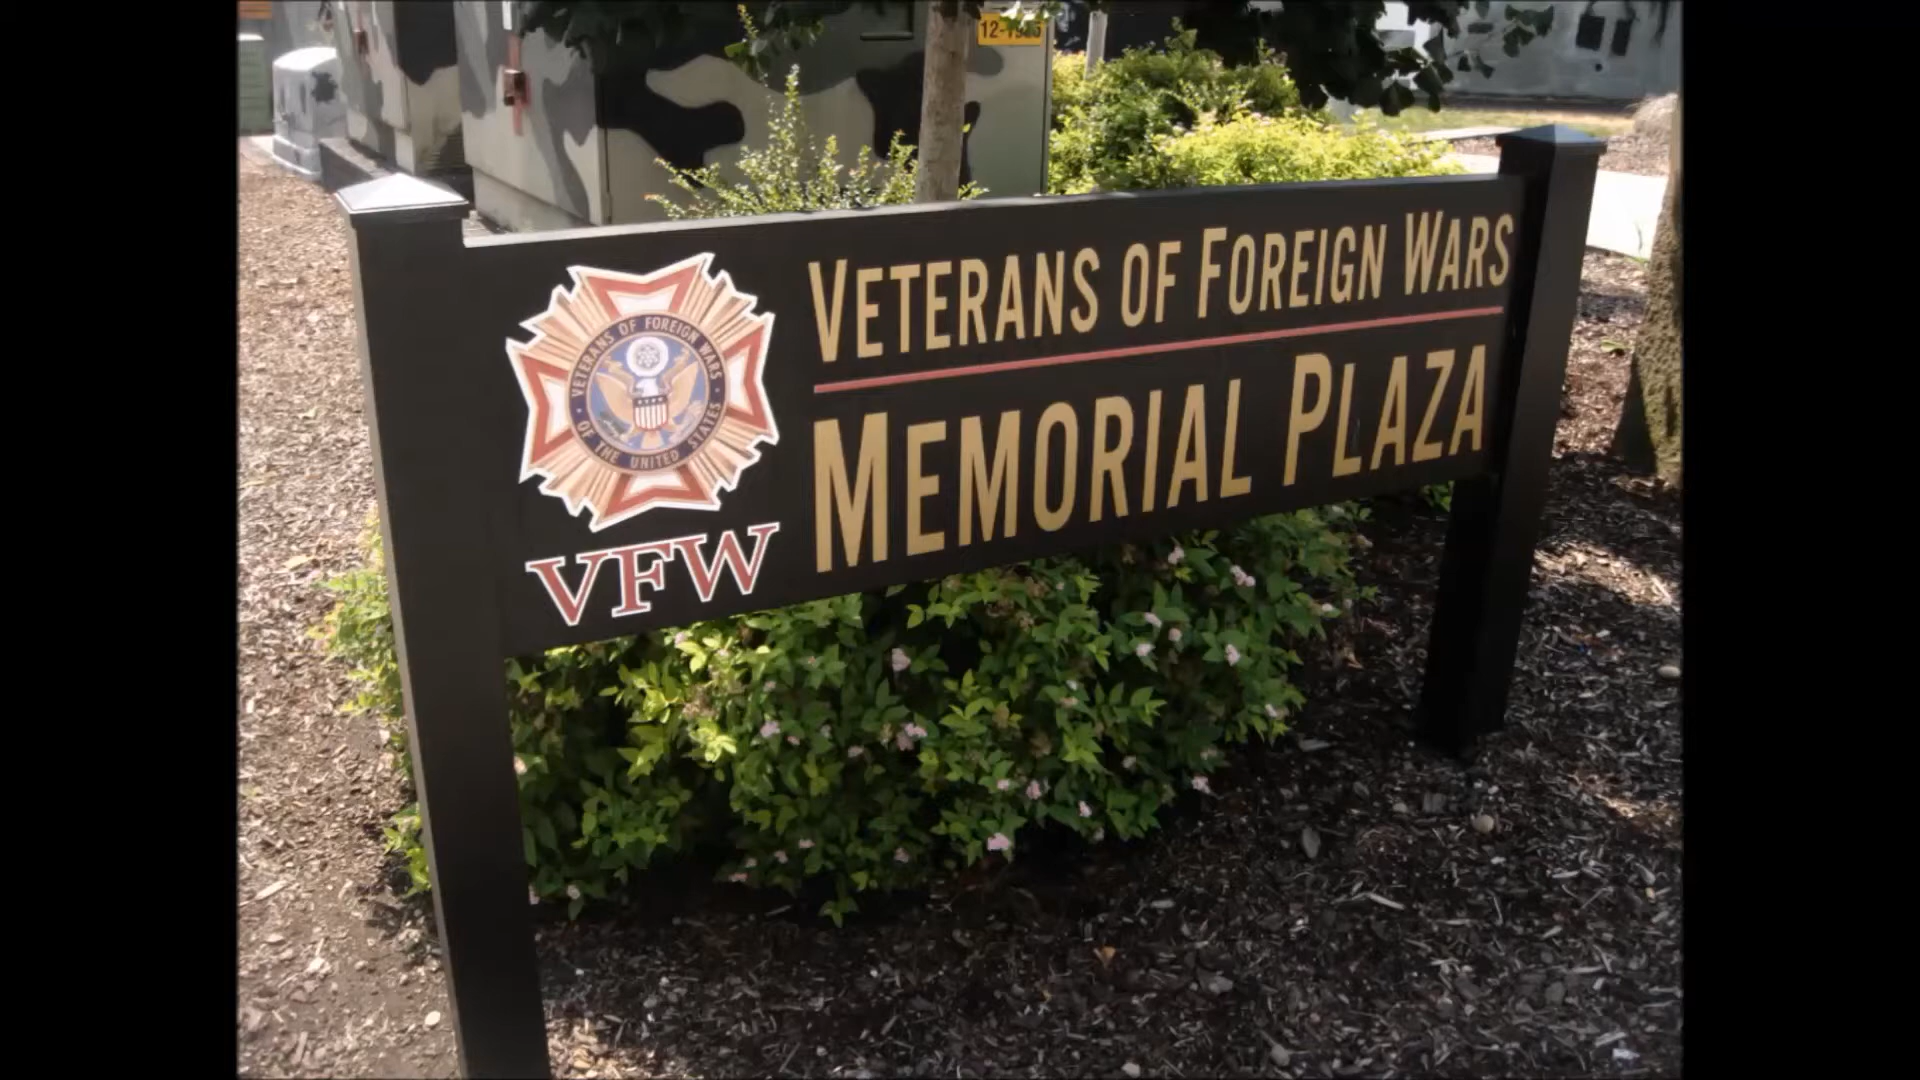 VETERANS OF FOREIGN WARS
MEMORIAL PLAZA
VETERANS OF FOREIGN WARS
OF THE UNITED STATES
VFW